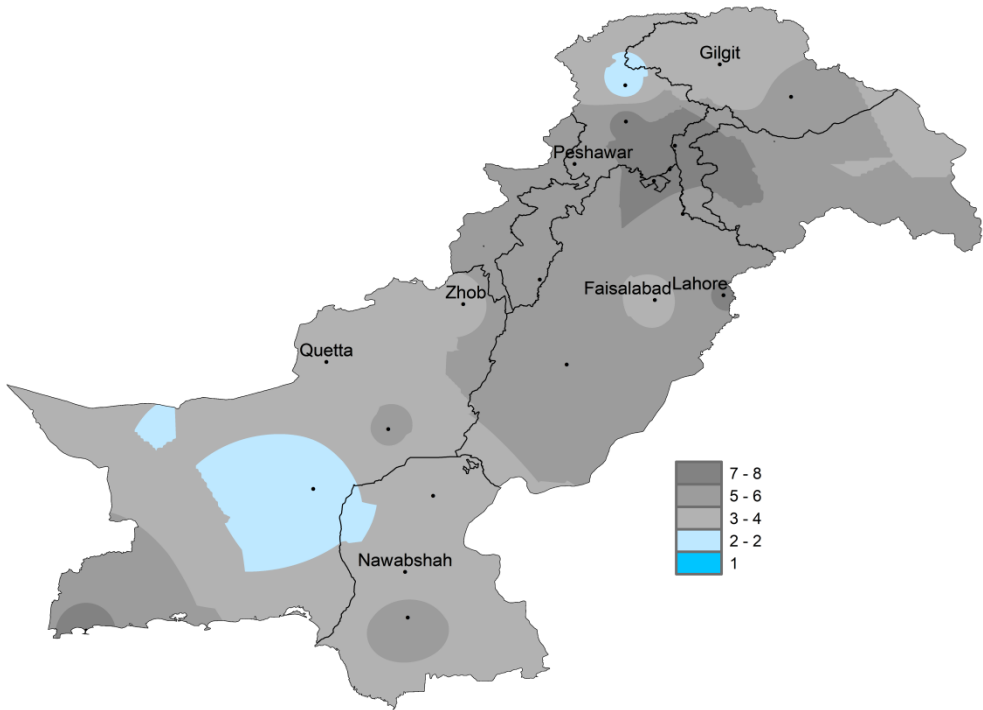 Gilgit
Peshawar
Zhob
Faisalabad
Lahore
Quetta
Nawabshah
7 - 8
5 - 6
3 - 4
2 - 2
1